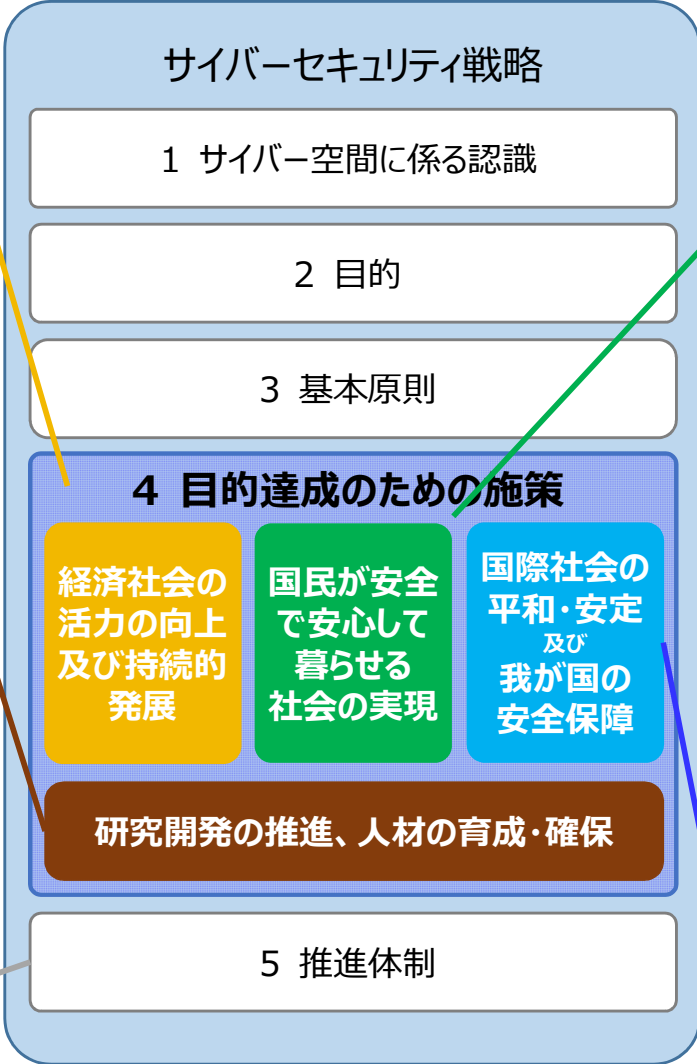 サイバーセキュリティ戦略
1 サイバー空間に係る認識
2 目的
3 基本原則
4 目的達成のための施策
経済社会の
活力の向上
及び持続的
発展
国民が安全
で安心して
暮らせる
社会の実現
国際社会の
平和・安定
及び
我が国の
安全保障
研究開発の推進、人材の育成・確保
5 推進体制